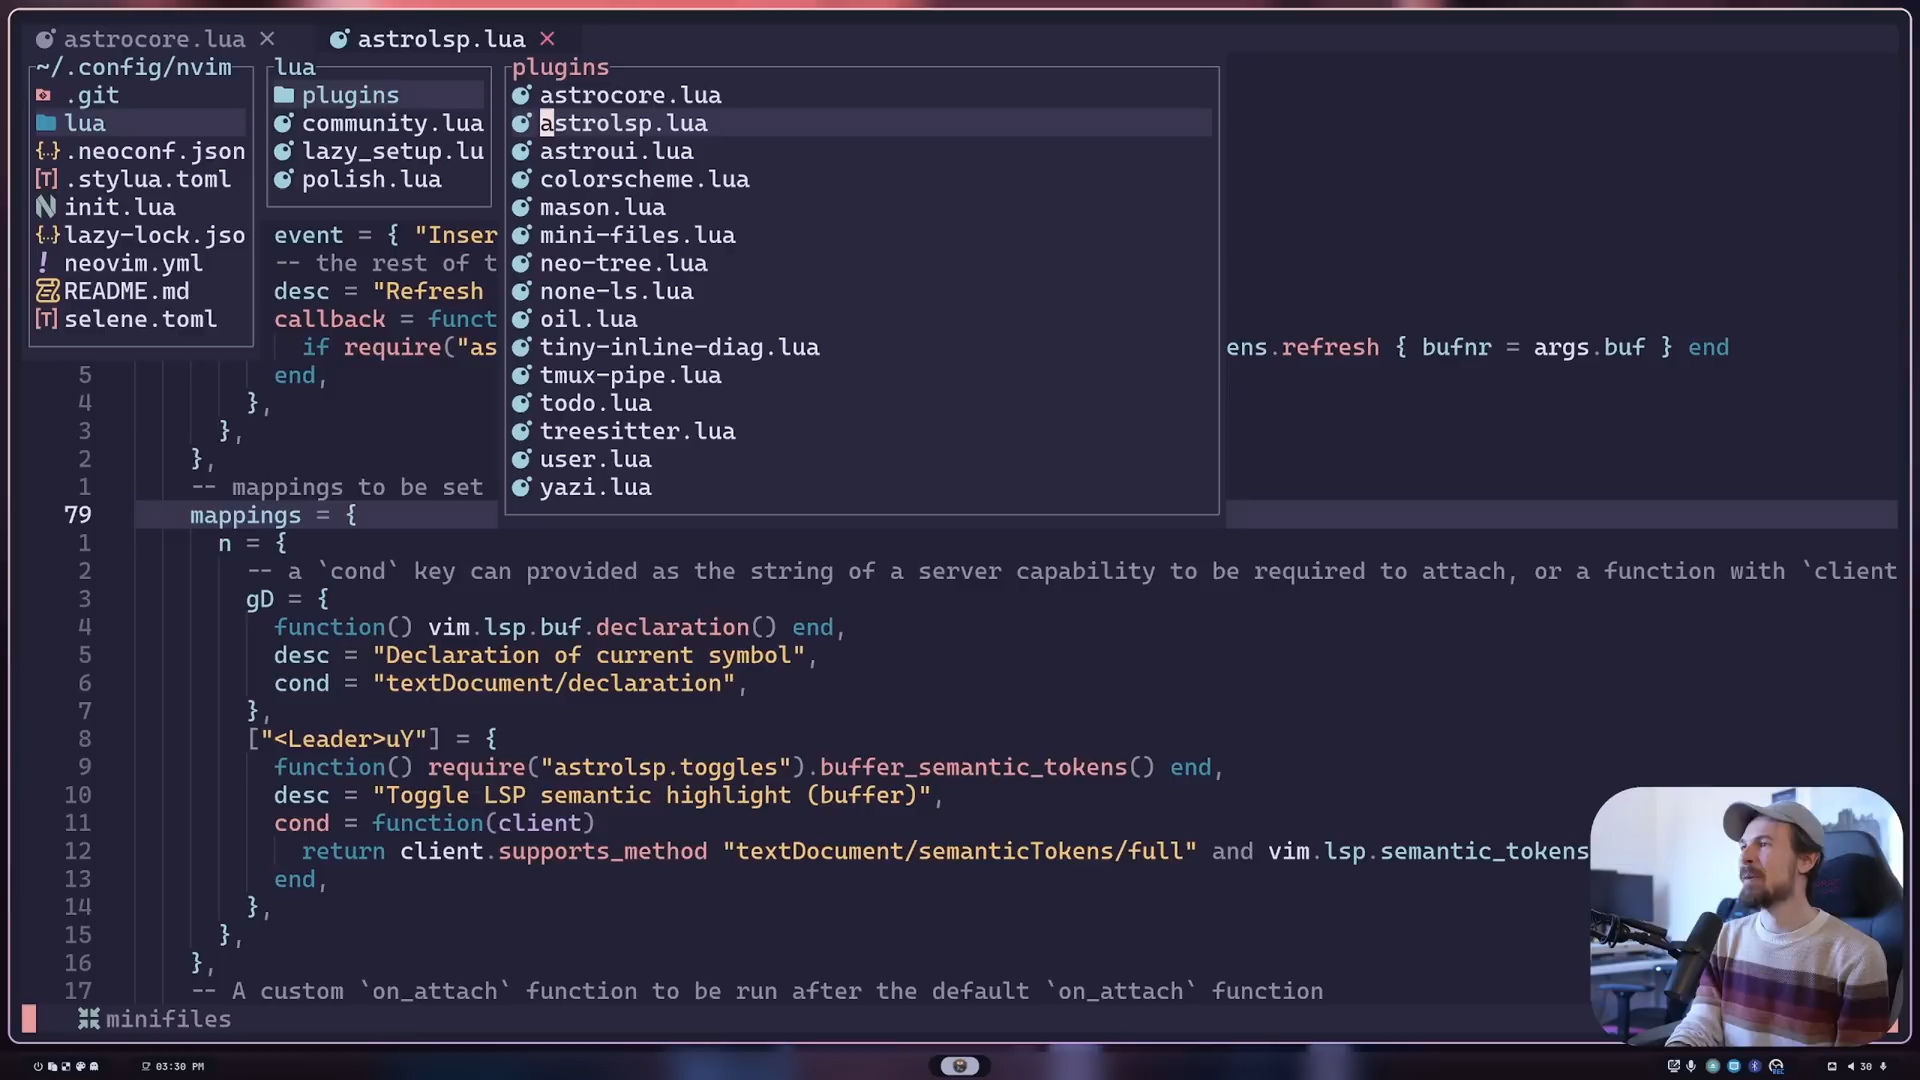 astrocore.lua
astrolsp.lua
~/.config/nvim
.git
lua
.neoconf.json
.stylua.toml
init.lua
lazy-lock.jso
neovim.yml
README.md
selene.toml
lua
plugins
community.lua
lazy_setup.lu
polish.lua
plugins
astrocore.lua
astrolsp.lua
astroui.lua
colorscheme.lua
mason.lua
mini-files.lua
neo-tree.lua
none-ls.lua
oil.lua
tiny-inline-diag.lua
tmux-pipe.lua
todo.lua
treesitter.lua
user.lua
yazi.lua
event = { "Inser
-- the rest of t
desc = "Refresh
callback = funct
if require("as ens.refresh { bufnr = args.buf } end
5 end,
4 },
3 },
2 },
1 -- mappings to be set
79 mappings = {
1 n = {
2 -- a `cond` key can provided as the string of a server capability to be required to attach, or a function with `client
3 gD = {
4 function() vim.lsp.buf.declaration() end,
5 desc = "Declaration of current symbol",
6 cond = "textDocument/declaration",
7 },
8 ["<Leader>uY"] = {
9 function() require("astrolsp.toggles").buffer_semantic_tokens() end,
10 desc = "Toggle LSP semantic highlight (buffer)",
11 cond = function(client)
12 return client.supports_method "textDocument/semanticTokens/full" and vim.lsp.semantic_tokens
13 end,
14 },
15 },
16 },
17 -- A custom `on_attach` function to be run after the default `on_attach` function
minifiles
03:30 PM
30